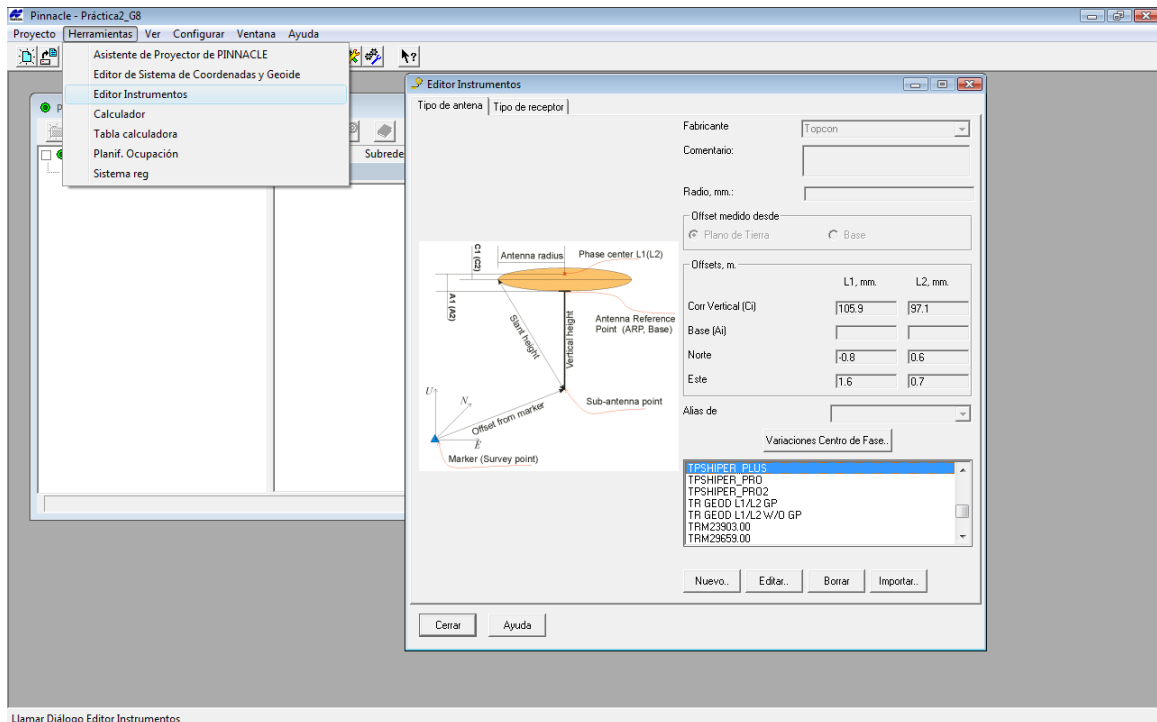 Pinnacle - Práctica2_G8
Proyecto Herramientas Ver Configurar Ventana Ayuda
Asistente de Proyector de PINNACLE
Editor de Sistema de Coordenadas y Geoide
Editor Instrumentos
Calculador
Tabla calculadora
Planif. Ocupación
Sistema reg
P
Subrede
Editor Instrumentos
Tipo de antena Tipo de receptor
Fabricante Topcon
Comentario:
Radio, mm.:
Offset medido desde
Plano de Tierra Base
Offsets, m.
L1, mm. L2, mm.
Corr Vertical (Ci) 105.9 97.1
Base (Ai)
Norte -0.8 0.6
Este 1.6 0.7
Alias de
Variaciones Centro de Fase..
TPSHIPER_PLUS
TPSHIPER_PRO
TPSHIPER_PRO2
TR GEOD L1/L2 GP
TR GEOD L1/L2 W/O GP
TRM23903.00
TRM29659.00
Nuevo.. Editar.. Borrar Importar..
C1 (C2)
Antenna radius
Phase center L1(L2)
A1 (A2)
Slant height
Vertical height
Antenna Reference
Point (ARP, Base)
U
N
E
Offset from marker
Sub-antenna point
Marker (Survey point)
Cerrar Ayuda
Llamar Diálogo Editor Instrumentos